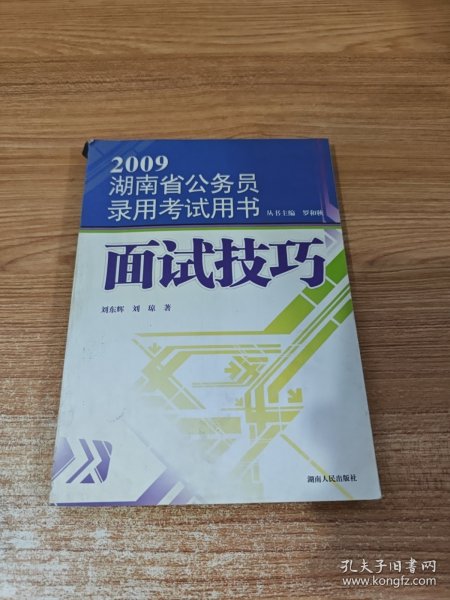 2009
湖南省公务员
录用考试用书
丛书主编 罗和秋
面试技巧
刘东辉 刘琼 著
湖南人民出版社
孔夫子旧书网
www.kongfz.com